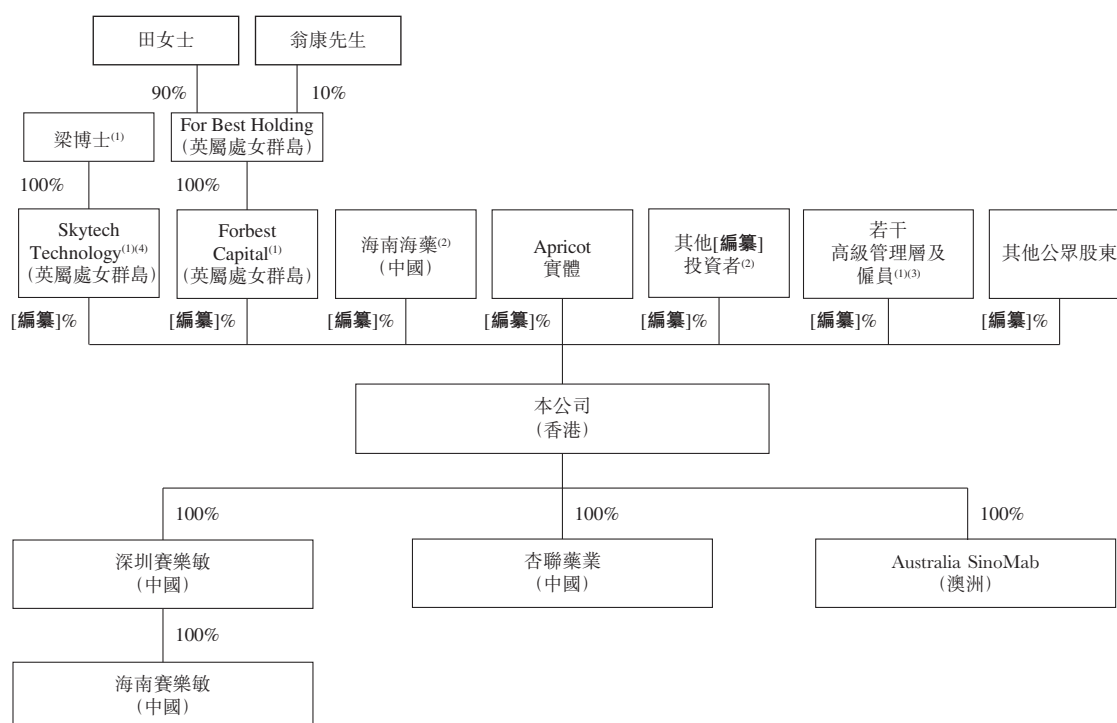 田女士
翁康先生
90%
10%
梁博士(1)
For Best Holding
(英屬處女群島)
100%
100%
Skytech
Technology(1)(4)
(英屬處女群島)
Forbest
Capital(1)
(英屬處女群島)
海南海藥(2)
(中國)
Apricot
實體
其他[編纂]
投資者(2)
若干
高級管理層及
僱員(1)(3)
其他公眾股東
[編纂]%
[編纂]%
[編纂]%
[編纂]%
[編纂]%
[編纂]%
[編纂]%
本公司
(香港)
100%
100%
100%
深圳賽樂敏
(中國)
杏聯藥業
(中國)
Australia SinoMab
(澳洲)
100%
海南賽樂敏
(中國)